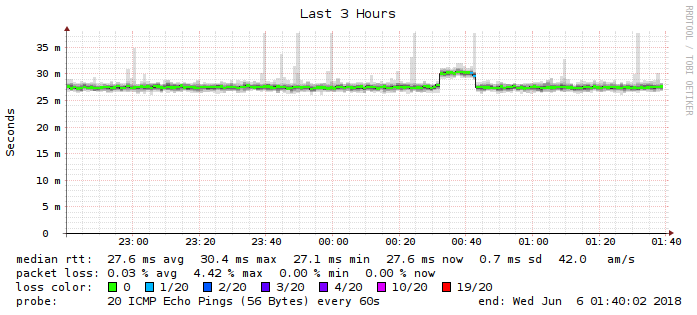 Last 3 Hours
RRDTOOL / TOBI OETIKER
Seconds
35 m
30 m
25 m
20 m
15 m
10 m
5 m
0
23:00 23:20 23:40 00:00 00:20 00:40 01:00 01:20 01:40
median rtt: 27.6 ms avg 30.4 ms max 27.1 ms min 27.6 ms now 0.7 ms sd 42.0 am/s
packet loss: 0.03 % avg 4.42 % max 0.00 % min 0.00 % now
loss color: 0 1/20 2/20 3/20 4/20 10/20 19/20
probe: 20 ICMP Echo Pings (56 Bytes) every 60s end: Wed Jun 6 01:40:02 2018